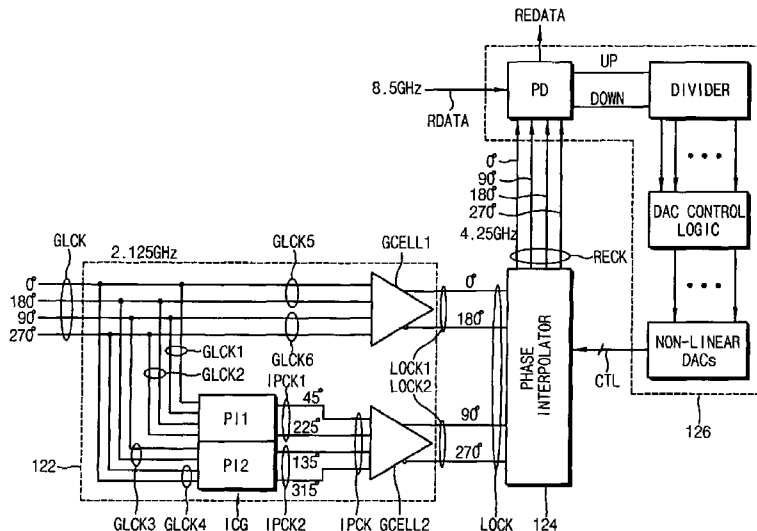 REDATA
UP
8.5GHz
PD
DIVIDER
RDATA
DOWN
0°
90°
180°
270°
4.25GHz
DAC CONTROL
LOGIC
RECK
GLCK
2.125GHz
GLCK5
GCELL1
0°
180°
90°
270°
0°
180°
GLCK1
GLCK2
GLCK6
LOCK1
LOCK2
PHASE
INTERPOLATOR
CTL
NON-LINEAR
DACs
IPCK1
45°
PI1
225°
90°
126
122
PI2
135°
270°
315°
GLCK3
GLCK4
ICG
IPCK2
IPCK
GCELL2
LOCK
124